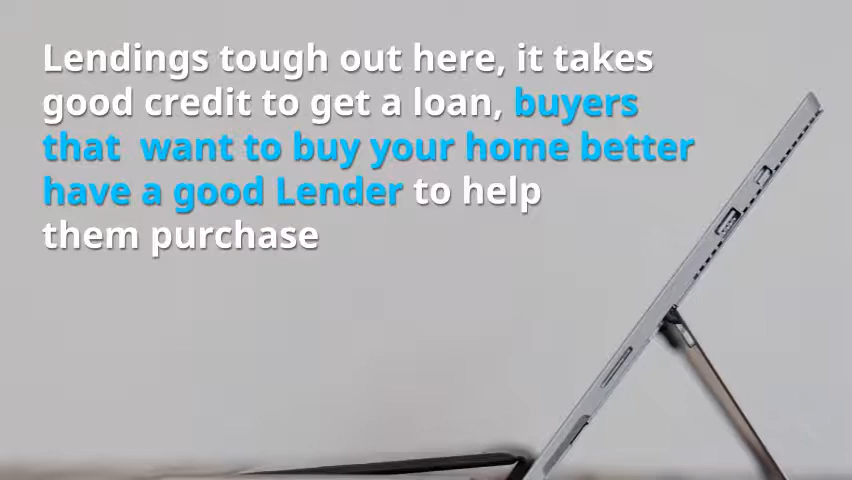 Lendings tough out here, it takes
good credit to get a loan, buyers
that  want to buy your home better
have a good Lender to help
them purchase